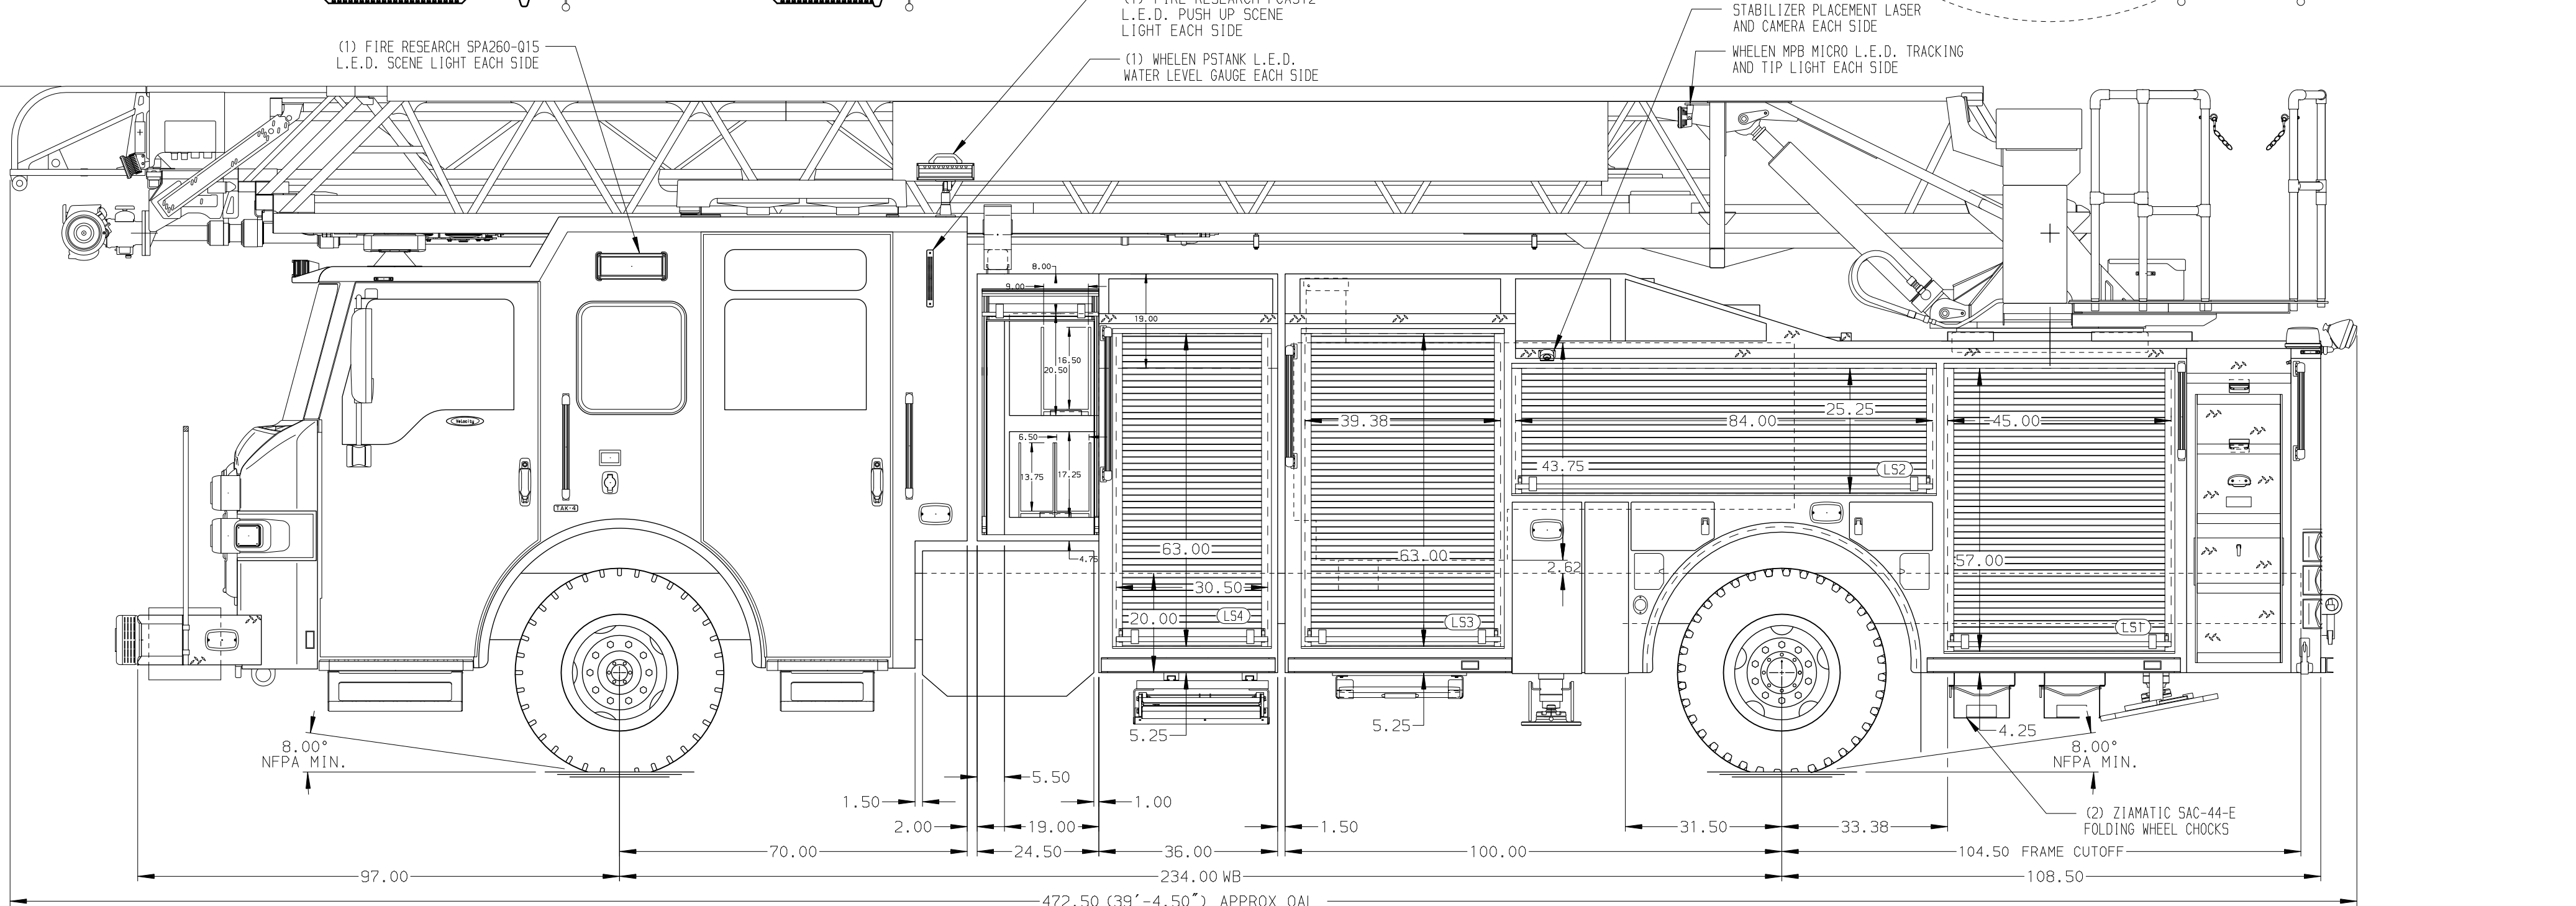 (1) FIRE RESEARCH SPA260-Q15
L.E.D. SCENE LIGHT EACH SIDE
L.E.D. PUSH UP SCENE
LIGHT EACH SIDE
(1) WHELEN PSTANK L.E.D.
WATER LEVEL GAUGE EACH SIDE
STABILIZER PLACEMENT LASER
AND CAMERA EACH SIDE
WHELEN MPB MICRO L.E.D. TRACKING
AND TIP LIGHT EACH SIDE
8.00
9.00
19.00
16.50
20.50
6.50
13.75
17.25
4.75
Velocity
TAK-4
63.00
30.50
20.00
LS4
39.38
63.00
LS3
43.75
2.62
84.00
25.25
LS2
45.00
57.00
LS1
8.00°
NFPA MIN.
5.25
5.25
4.25
8.00°
NFPA MIN.
5.50
1.50
1.00
2.00
19.00
1.50
31.50
33.38
(2) ZIAMATIC SAC-44-E
FOLDING WHEEL CHOCKS
70.00
24.50
36.00
100.00
104.50 FRAME CUTOFF
97.00
234.00 WB
108.50
472.50 (39'-4.50") APPROX OAL